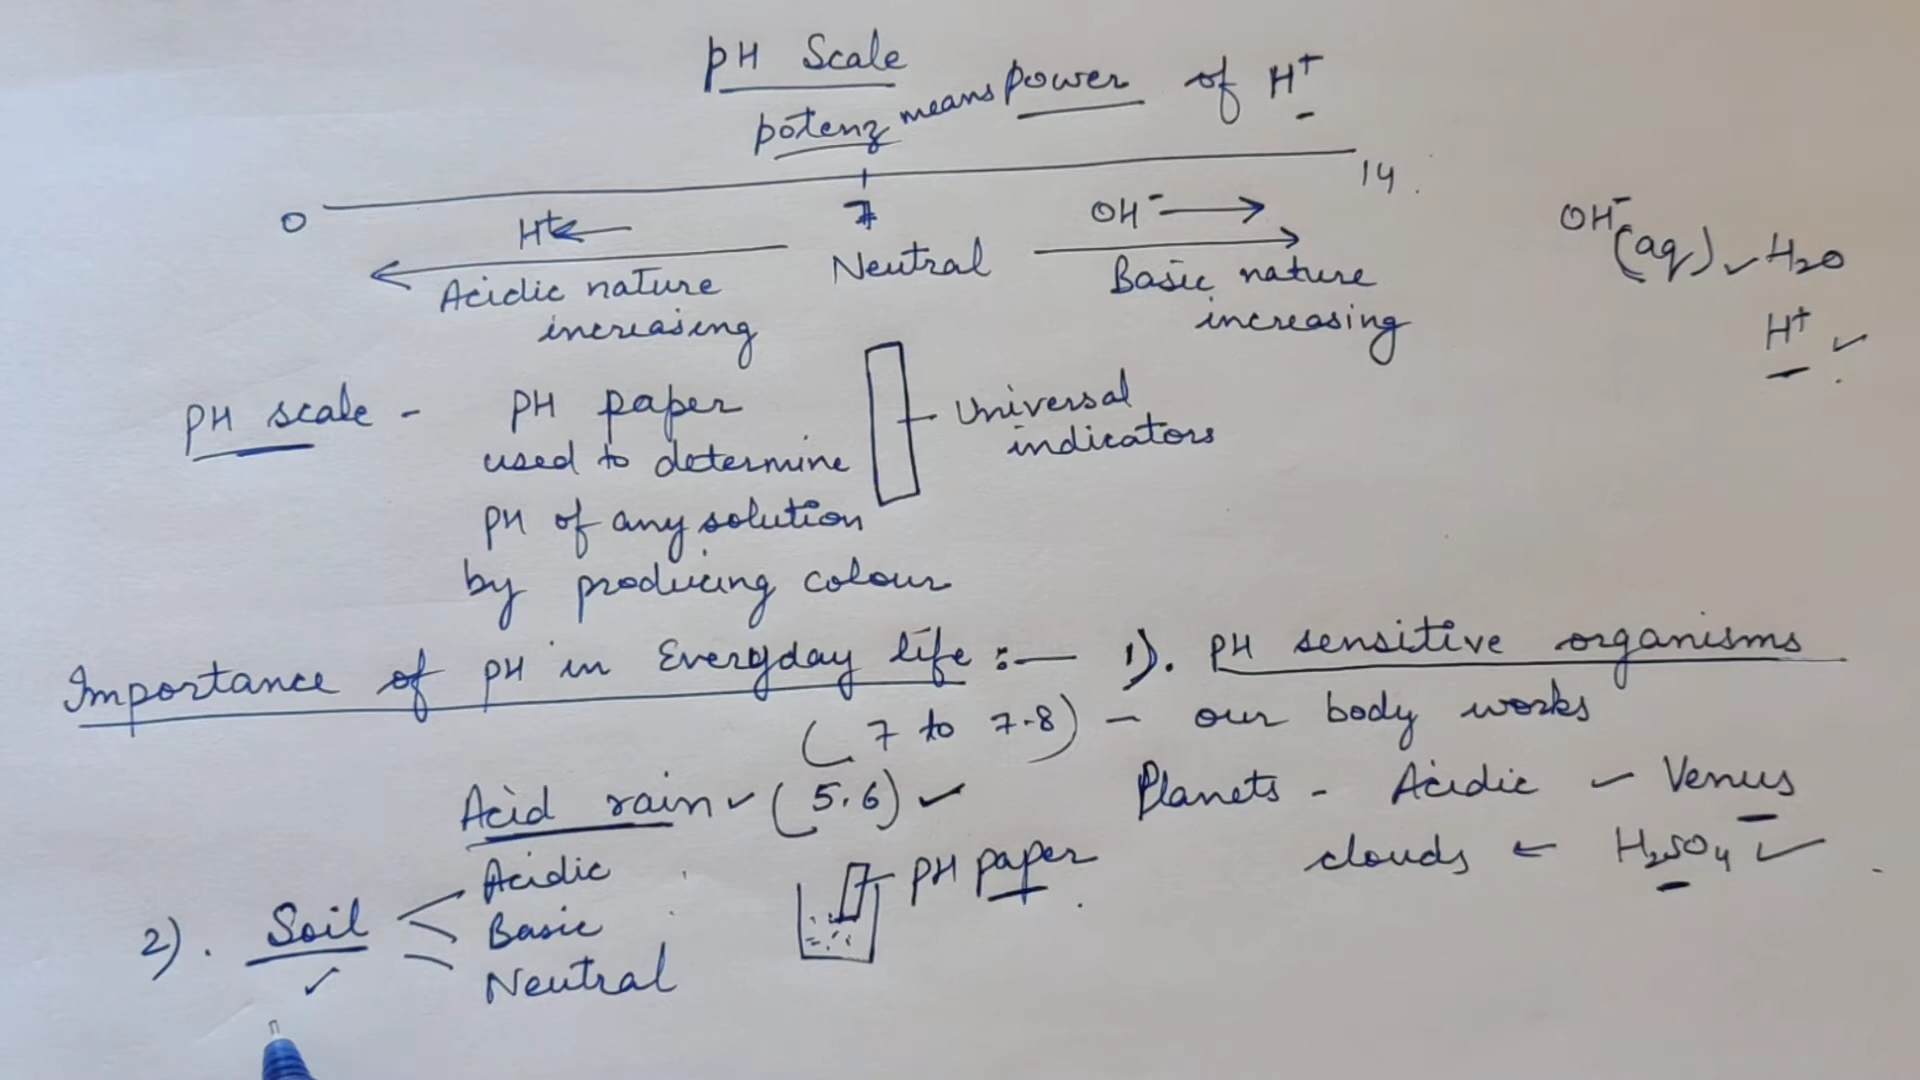 pH Scale
potenz means power of H+
0 7 14
H+ ← OH⁻ →
Acidic nature increasing
Neutral
Basic nature increasing
OH⁻(aq) ✓ H2O
H+ ✓
PH scale - PH paper
used to determine
PH of any solution
by producing colour
Universal
indicators
Importance of PH in Everyday life :— 1). PH sensitive organisms
(7 to 7.8) - our body works
Acid rain ✓ (5.6) ✓
Planets - Acidic - Venus
clouds ← H2SO4 ✓
2). Soil ✓
Acidic
Basic
Neutral
PH paper